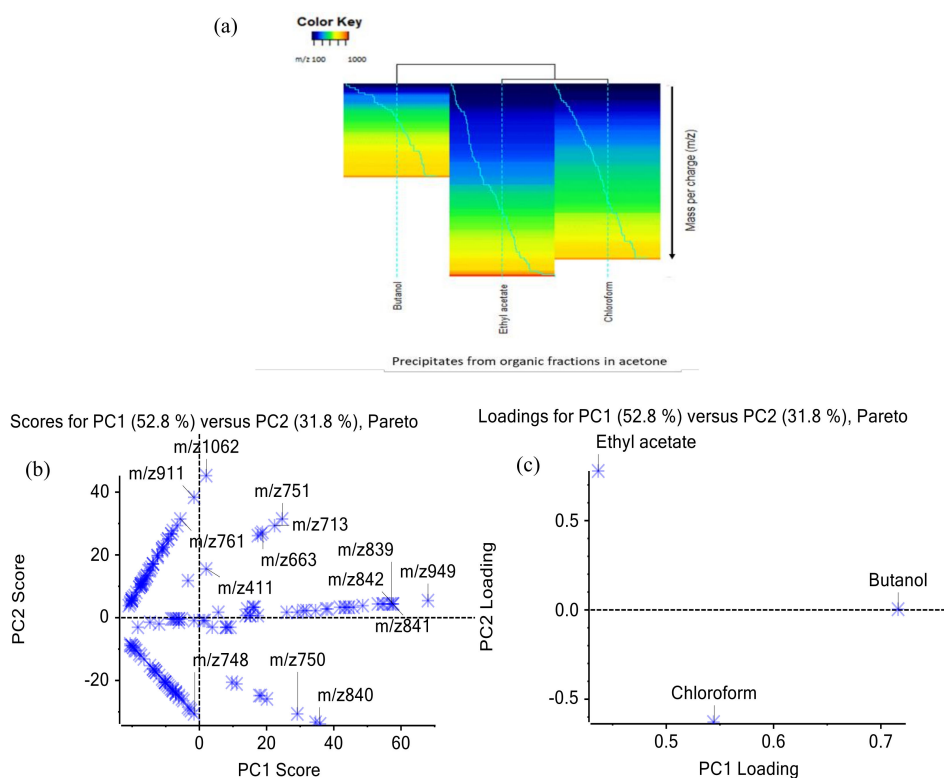 (a)
Color Key
m/z 100 1000
Mass per charge (m/z)
Butanol
Ethyl acetate
Chloroform
Precipitates from organic fractions in acetone
Scores for PC1 (52.8 %) versus PC2 (31.8 %), Pareto
(b)
m/z1062
m/z911
m/z751
m/z713
m/z761
m/z663
m/z839
m/z411
m/z842
m/z949
m/z841
m/z748
m/z750
m/z840
40
20
0
-20
PC2 Score
0 20 40 60
PC1 Score
Loadings for PC1 (52.8 %) versus PC2 (31.8 %), Pareto
Ethyl acetate
(c)
Butanol
Chloroform
0.5
0.0
-0.5
PC2 Loading
0.5 0.6 0.7
PC1 Loading